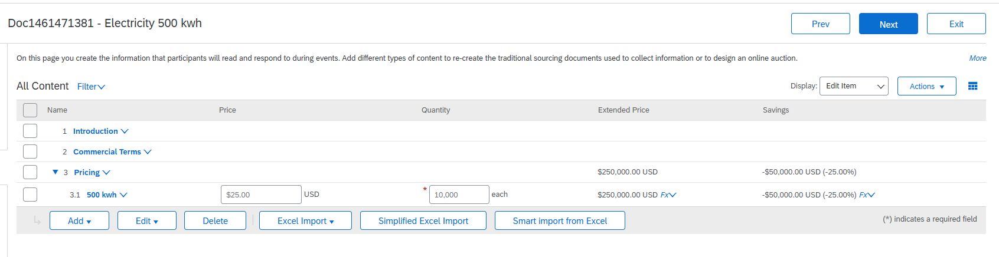 Doc1461471381 - Electricity 500 kwh
Prev Next Exit
On this page you create the information that participants will read and respond to during events. Add different types of content to re-create the traditional sourcing documents used to collect information or to design an online auction. More
All Content Filter Display: Edit Item Actions
Name Price Quantity Extended Price Savings
1 Introduction
2 Commercial Terms
3 Pricing $250,000.00 USD -$50,000.00 USD (-25.00%)
3.1 500 kwh $25.00 USD * 10,000 each $250,000.00 USD Fx -$50,000.00 USD (-25.00%) Fx
Add Edit Delete Excel Import Simplified Excel Import Smart import from Excel (*) indicates a required field